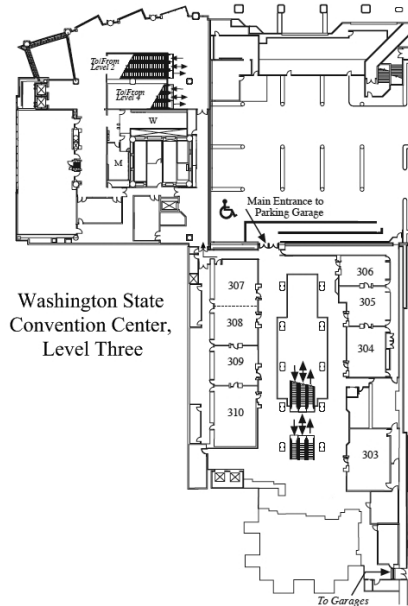 To/From
Level 2
To/From
Level 4
W
M
Main Entrance to
Parking Garage
Washington State
Convention Center,
Level Three
307
308
309
310
306
305
304
303
To Garages